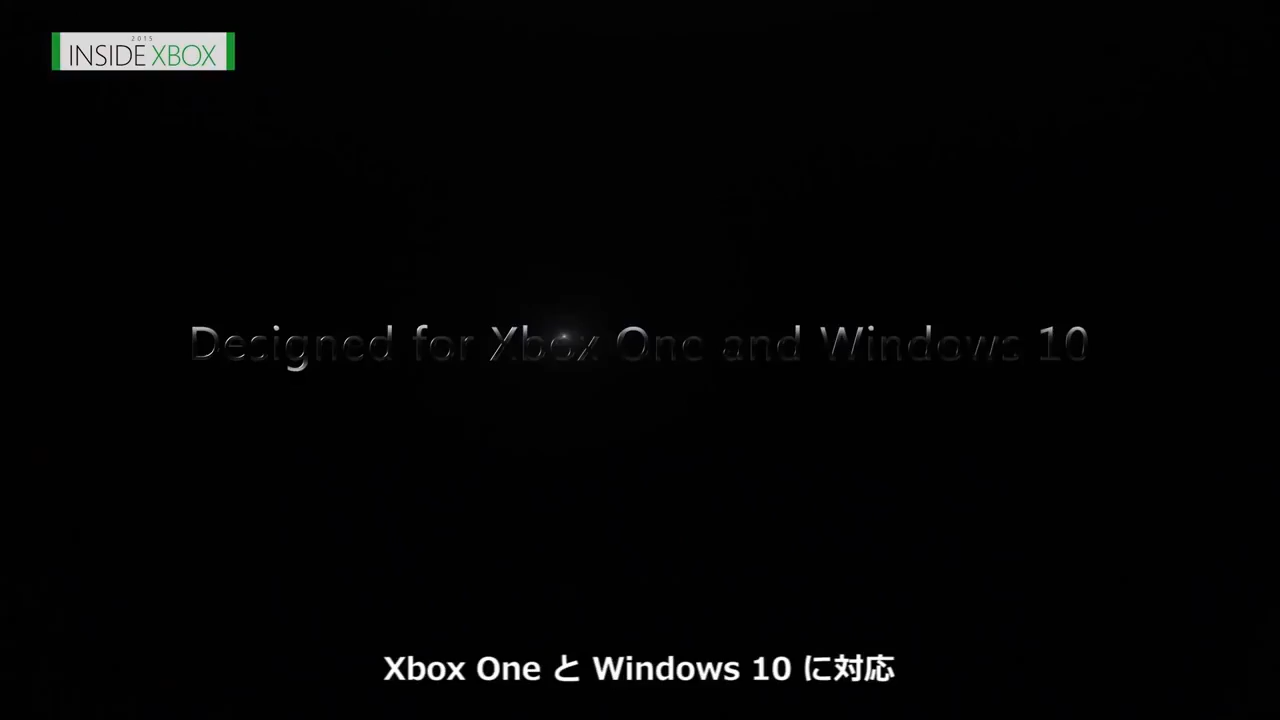 2015
INSIDE XBOX
Designed for Xbox One and Windows 10
Xbox One と Windows 10 に対応